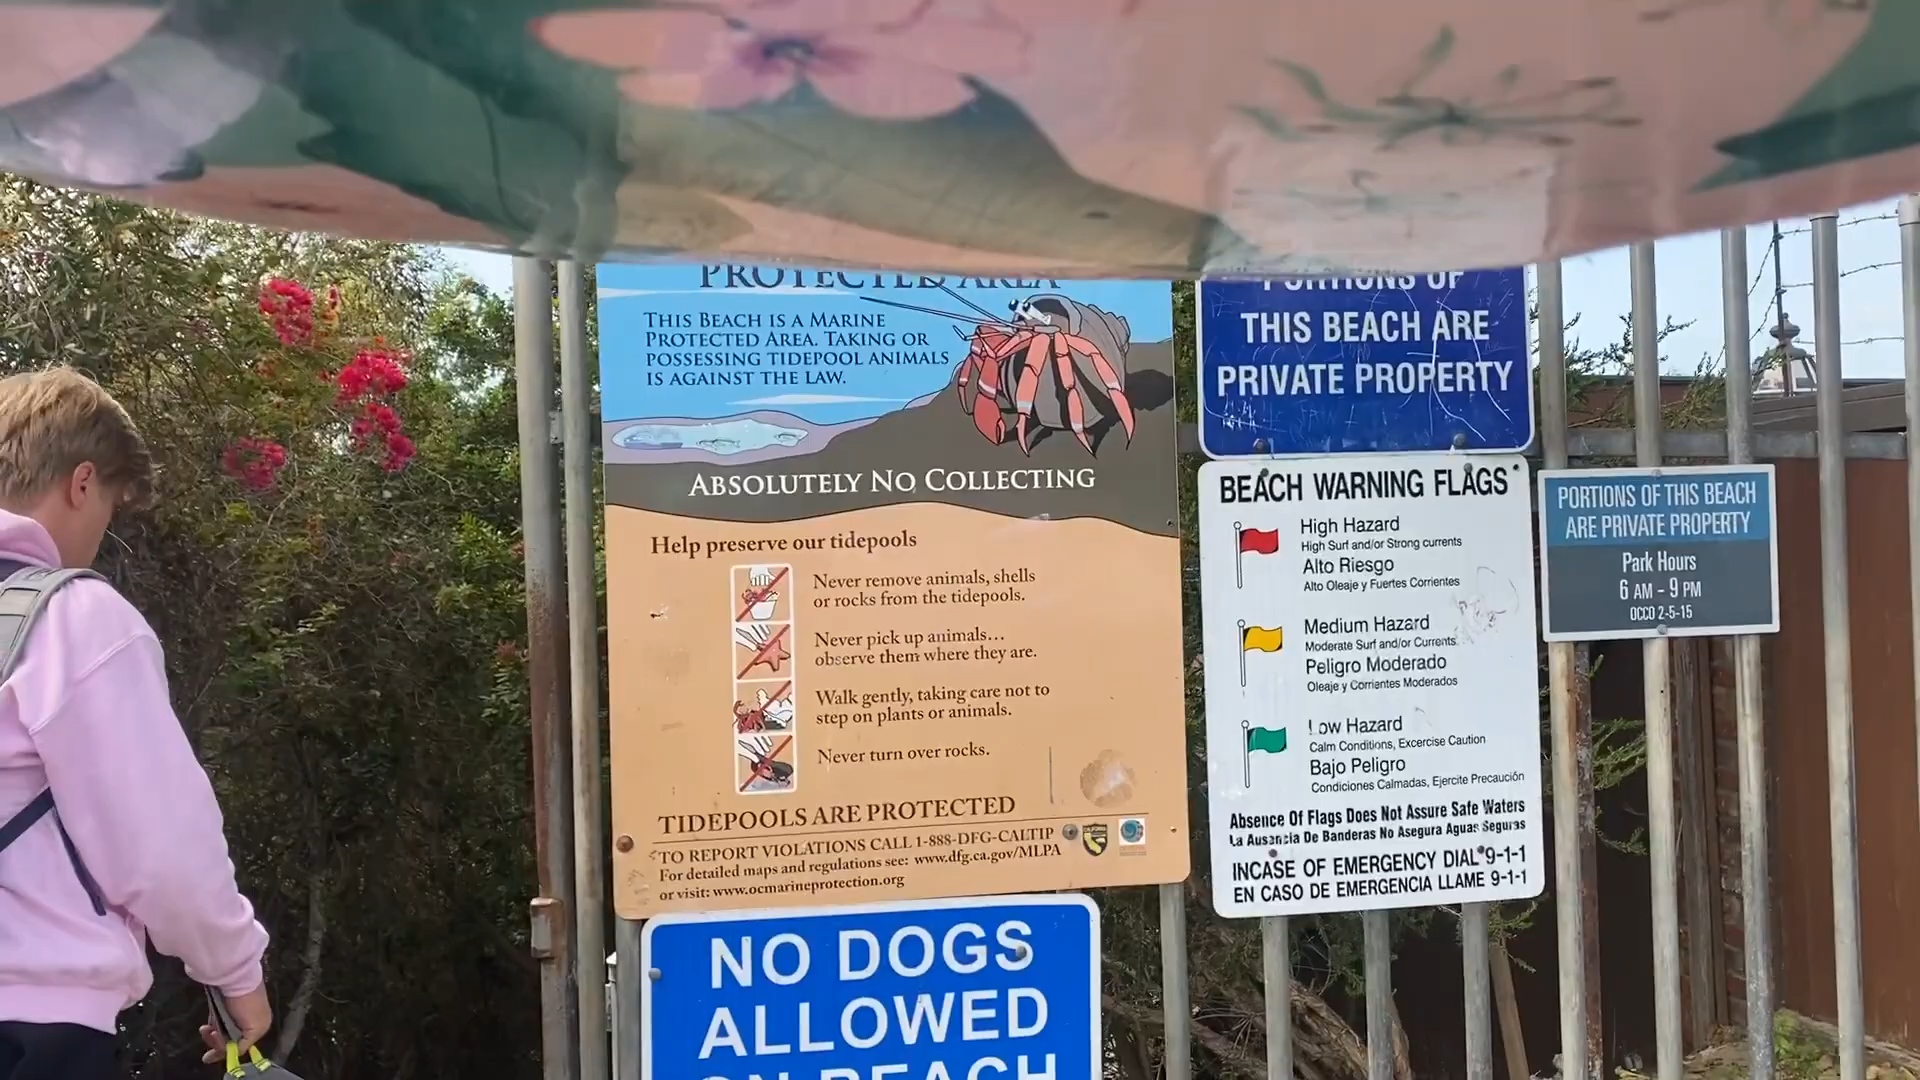 PROTECTED AREA
THIS BEACH IS A MARINE
PROTECTED AREA. TAKING OR
POSSESSING TIDEPOOL ANIMALS
IS AGAINST THE LAW.
ABSOLUTELY NO COLLECTING
Help preserve our tidepools
Never remove animals, shells
or rocks from the tidepools.
Never pick up animals...
observe them where they are.
Walk gently, taking care not to
step on plants or animals.
Never turn over rocks.
TIDEPOOLS ARE PROTECTED
TO REPORT VIOLATIONS CALL 1-888-DFG-CALTIP
For detailed maps and regulations see: www.dfg.ca.gov/MLPA
or visit: www.ocmarineprotection.org
NO DOGS
ALLOWED
ON BEACH
PORTIONS OF
THIS BEACH ARE
PRIVATE PROPERTY
BEACH WARNING FLAGS
High Hazard
High Surf and/or Strong currents
Alto Riesgo
Alto Oleaje y Fuertes Corrientes
Medium Hazard
Moderate Surf and/or Currents
Peligro Moderado
Oleaje y Corrientes Moderados
Low Hazard
Calm Conditions, Excercise Caution
Bajo Peligro
Condiciones Calmadas, Ejercite Precaución
Absence Of Flags Does Not Assure Safe Waters
La Ausancia De Banderas No Asegura Aguas Seguras
INCASE OF EMERGENCY DIAL 9-1-1
EN CASO DE EMERGENCIA LLAME 9-1-1
PORTIONS OF THIS BEACH
ARE PRIVATE PROPERTY
Park Hours
6 AM - 9 PM
OCCO 2-5-15